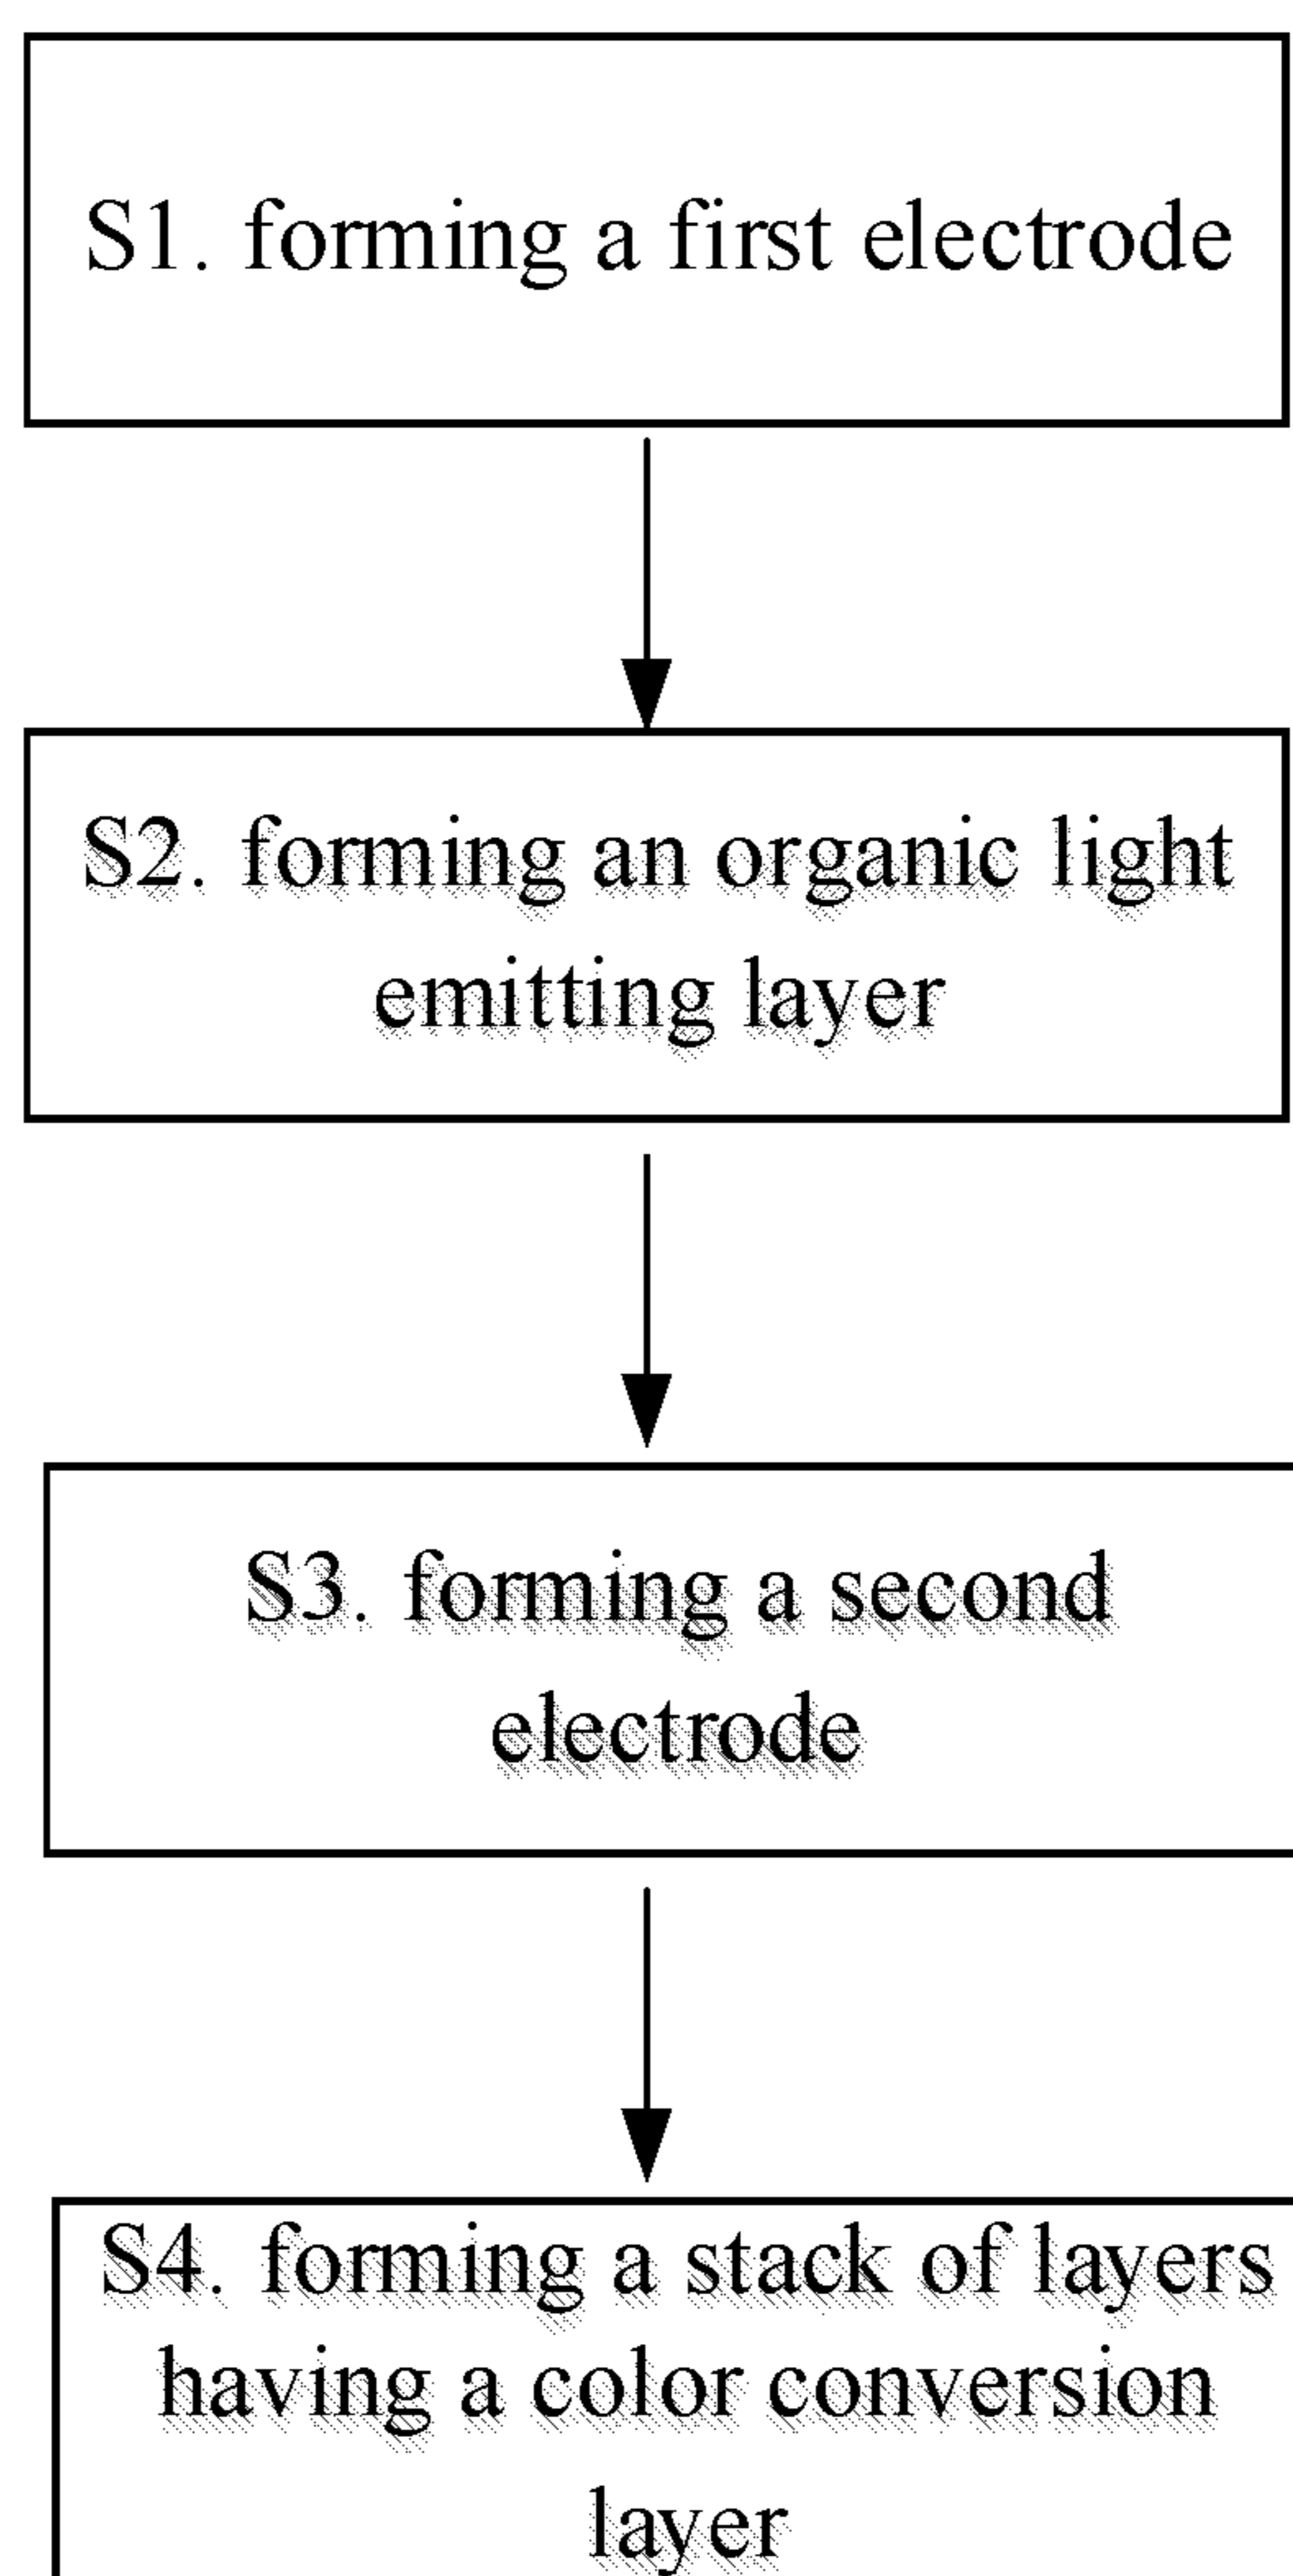 S1. forming a first electrode
S2. forming an organic light
emitting layer
S3. forming a second
electrode
S4. forming a stack of layers
having a color conversion
layer